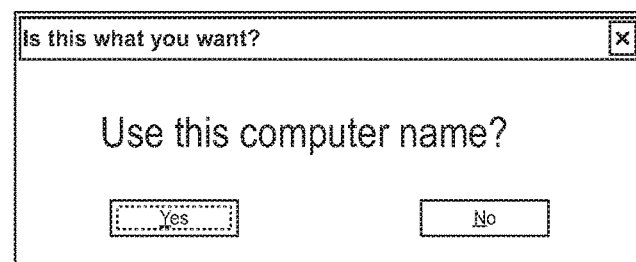 Is this what you want?
Use this computer name?
Yes
No